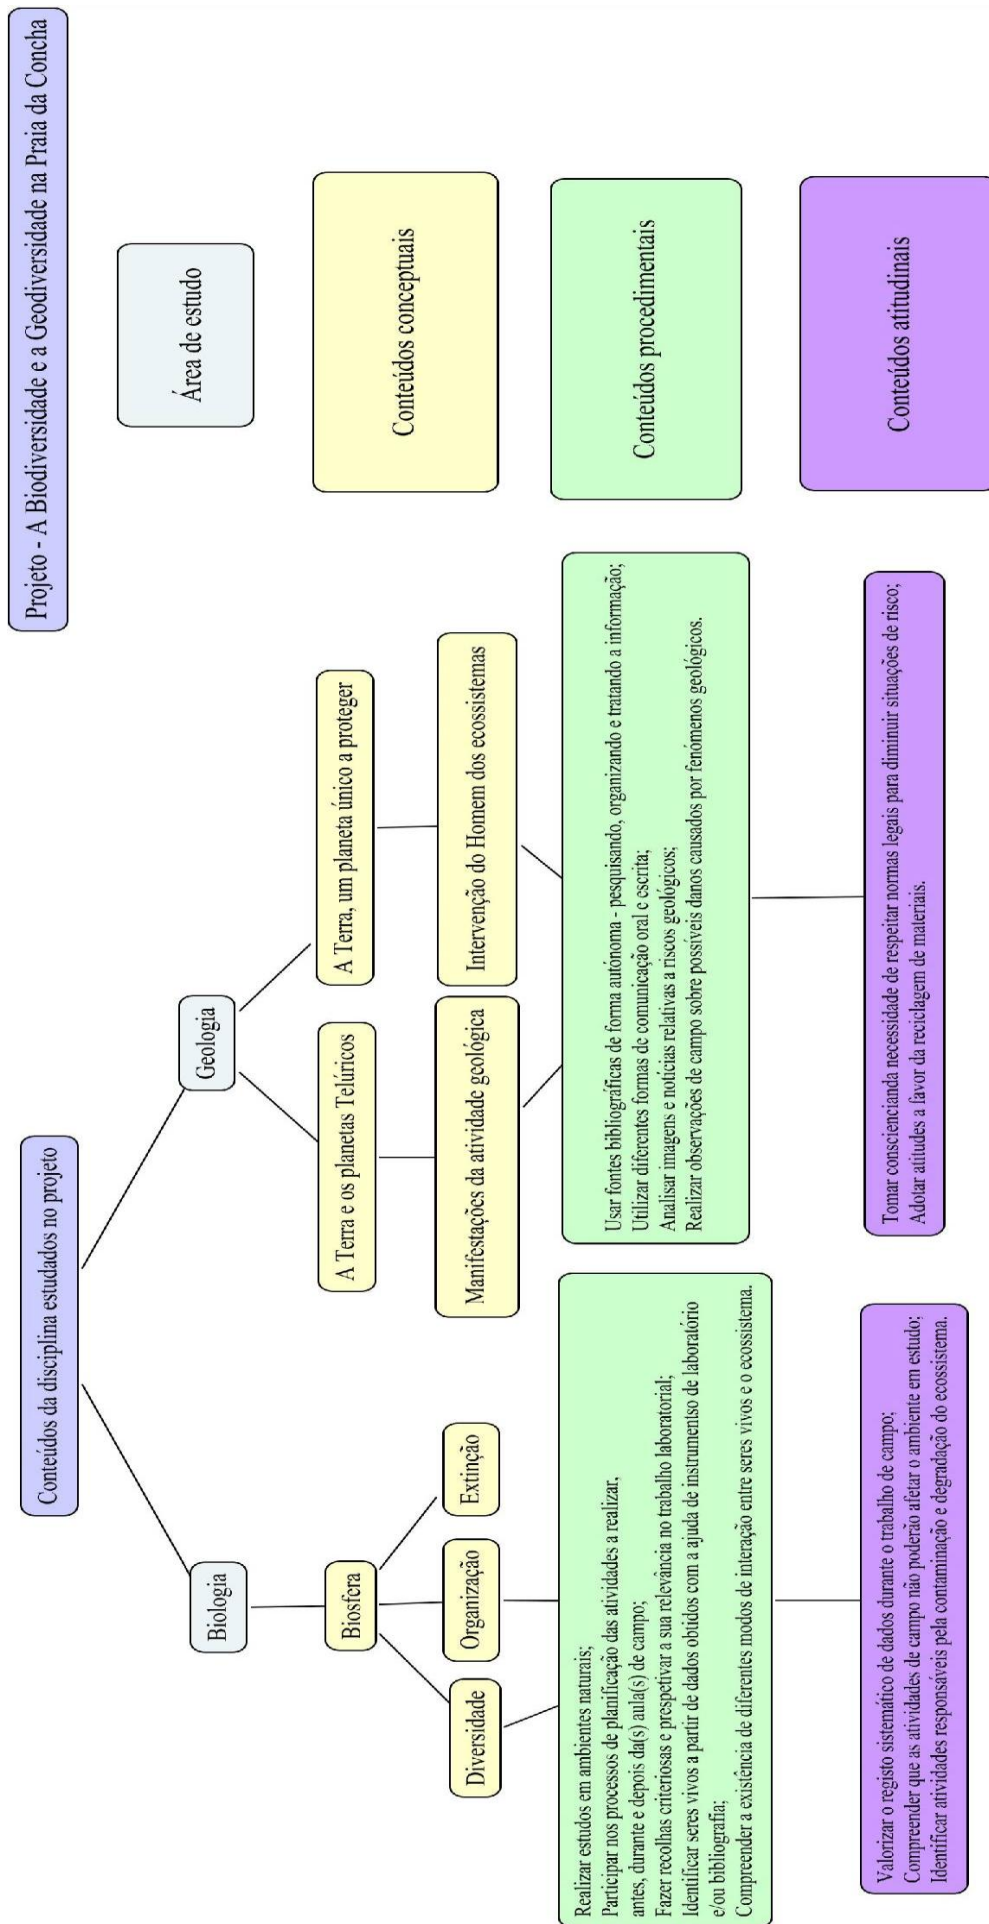 Projeto - A Biodiversidade e a Geodiversidade na Praia da Concha
Conteúdos da disciplina estudados no projeto
Área de estudo
Biologia
Geologia
Conteúdos conceptuais
Biosfera
A Terra e os planetas Telúricos
A Terra, um planeta único a proteger
Diversidade
Organização
Extinção
Manifestações da atividade geológica
Intervenção do Homem dos ecossistemas
Conteúdos procedimentais
Realizar estudos em ambientes naturais;
Participar nos processos de planificação das atividades a realizar,
antes, durante e depois da(s) aula(s) de campo;
Fazer recolhas criteriosas e prespetivar a sua relevância no trabalho laboratorial;
Identificar seres vivos a partir de dados obtidos com a ajuda de instrumentso de laboratório
e/ou bibliografia;
Compreender a existência de diferentes modos de interação entre seres vivos e o ecossistema.
Usar fontes bibliográficas de forma autónoma - pesquisando, organizando e tratando a informação;
Utilizar diferentes formas de comunicação oral e escrita;
Analisar imagens e notícias relativas a riscos geológicos;
Realizar observações de campo sobre possíveis danos causados por fenómenos geológicos.
Conteúdos atitudinais
Valorizar o registo sistemático de dados durante o trabalho de campo;
Compreender que as atividades de campo não poderão afetar o ambiente em estudo;
Identificar atividades responsáveis pela contaminação e degradação do ecossistema.
Tomar consciencianda necessidade de respeitar normas legais para diminuir situações de risco;
Adotar atitudes a favor da reciclagem de materiais.